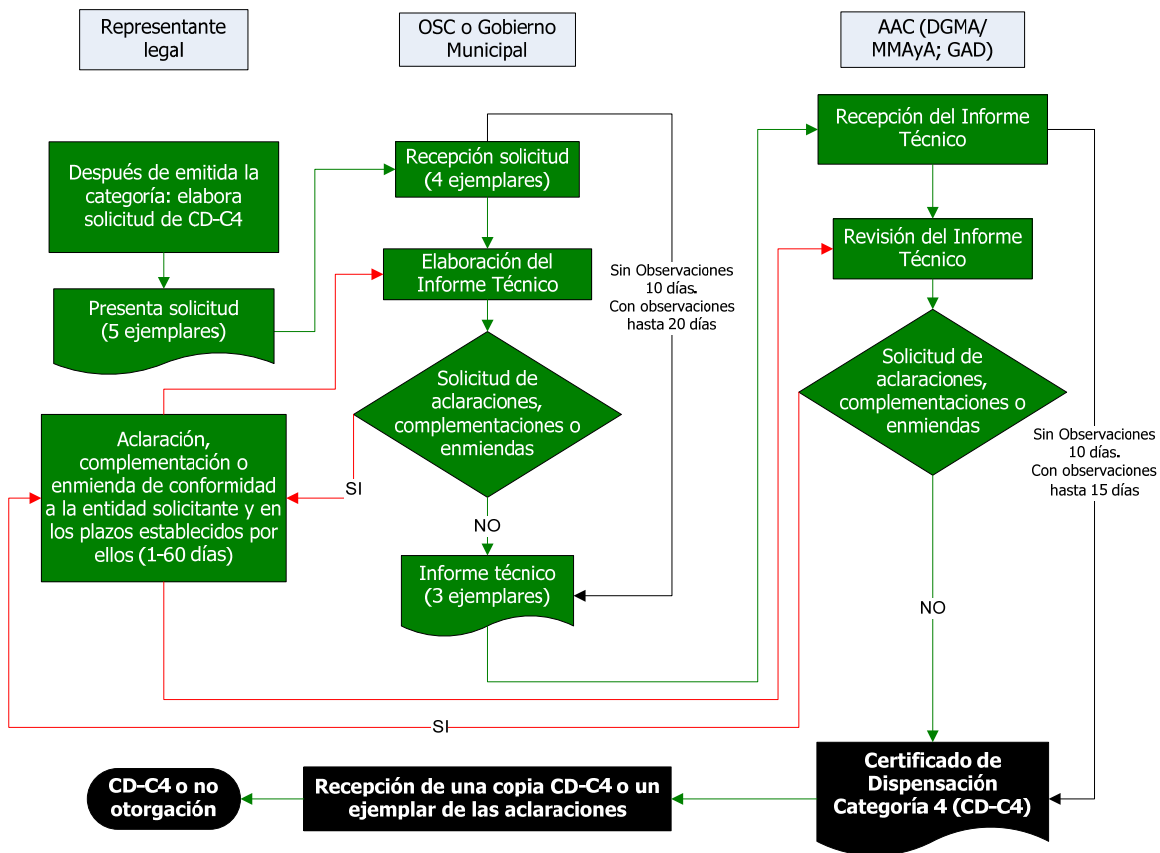 Representante
legal
OSC o Gobierno
Municipal
AAC (DGMA/
MMAyA; GAD)
Después de emitida la
categoría: elabora
solicitud de CD-C4
Presenta solicitud
(5 ejemplares)
Aclaración,
complementación o
enmienda de conformidad
a la entidad solicitante y en
los plazos establecidos por
ellos (1-60 días)
Recepción solicitud
(4 ejemplares)
Elaboración del
Informe Técnico
Solicitud de
aclaraciones,
complementaciones o
enmiendas
SI
NO
Informe técnico
(3 ejemplares)
Sin Observaciones
10 días.
Con observaciones
hasta 20 días
Recepción del Informe
Técnico
Revisión del Informe
Técnico
Solicitud de
aclaraciones,
complementaciones o
enmiendas
Sin Observaciones
10 días.
Con observaciones
hasta 15 días
NO
SI
Certificado de
Dispensación
Categoría 4 (CD-C4)
Recepción de una copia CD-C4 o un
ejemplar de las aclaraciones
CD-C4 o no
otorgación